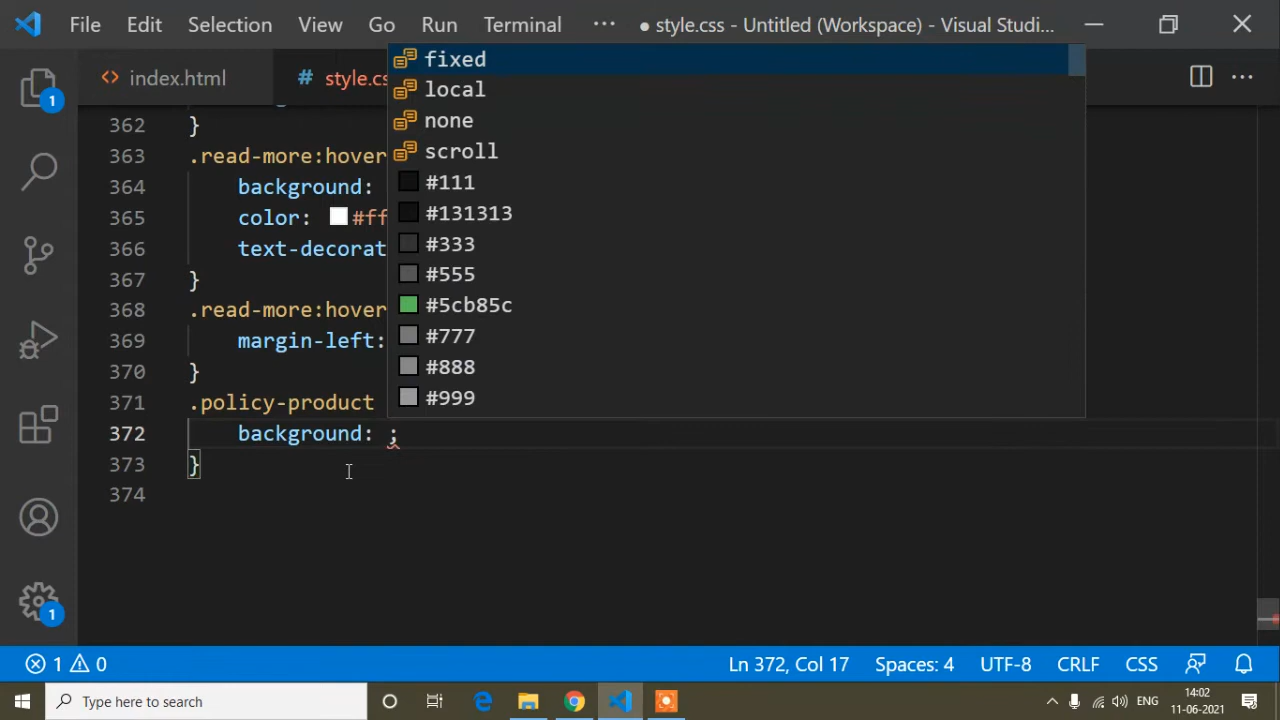 File Edit Selection View Go Run Terminal ··· ● style.css - Untitled (Workspace) - Visual Studi...
1
<> index.html # style.cs
fixed
local
none
scroll
#111
#131313
#333
#555
#5cb85c
#777
#888
#999
362 }
363 .read-more:hover
364 background:
365 color: #ff
366 text-decorat
367 }
368 .read-more:hover
369 margin-left:
370 }
371 .policy-product
372 background: ;
373 }
374
1
1 0 Ln 372, Col 17 Spaces: 4 UTF-8 CRLF CSS
Type here to search ENG 14:02
11-06-2021